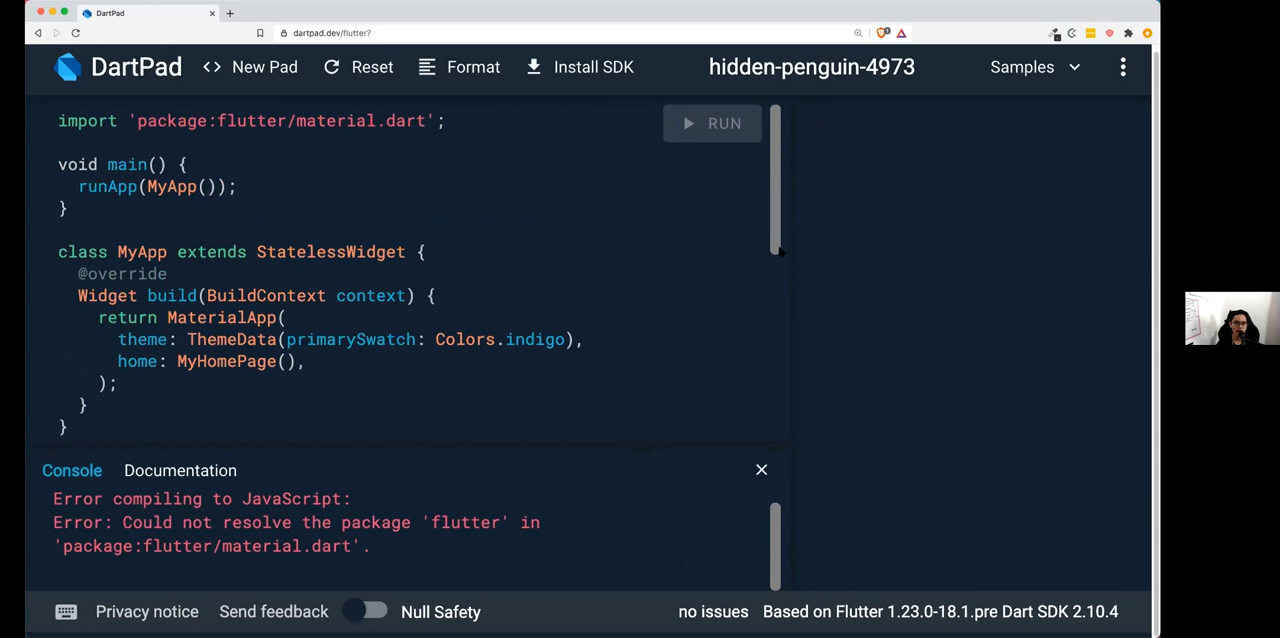 DartPad
dartpad.dev/flutter?
DartPad
New Pad
Reset
Format
Install SDK
hidden-penguin-4973
Samples
import 'package:flutter/material.dart';
RUN
void main() {
runApp(MyApp());
}
class MyApp extends StatelessWidget {
@override
Widget build(BuildContext context) {
return MaterialApp(
theme: ThemeData(primarySwatch: Colors.indigo),
home: MyHomePage(),
);
}
}
Console
Documentation
Error compiling to JavaScript:
Error: Could not resolve the package 'flutter' in
'package:flutter/material.dart'.
Privacy notice
Send feedback
Null Safety
no issues
Based on Flutter 1.23.0-18.1.pre Dart SDK 2.10.4